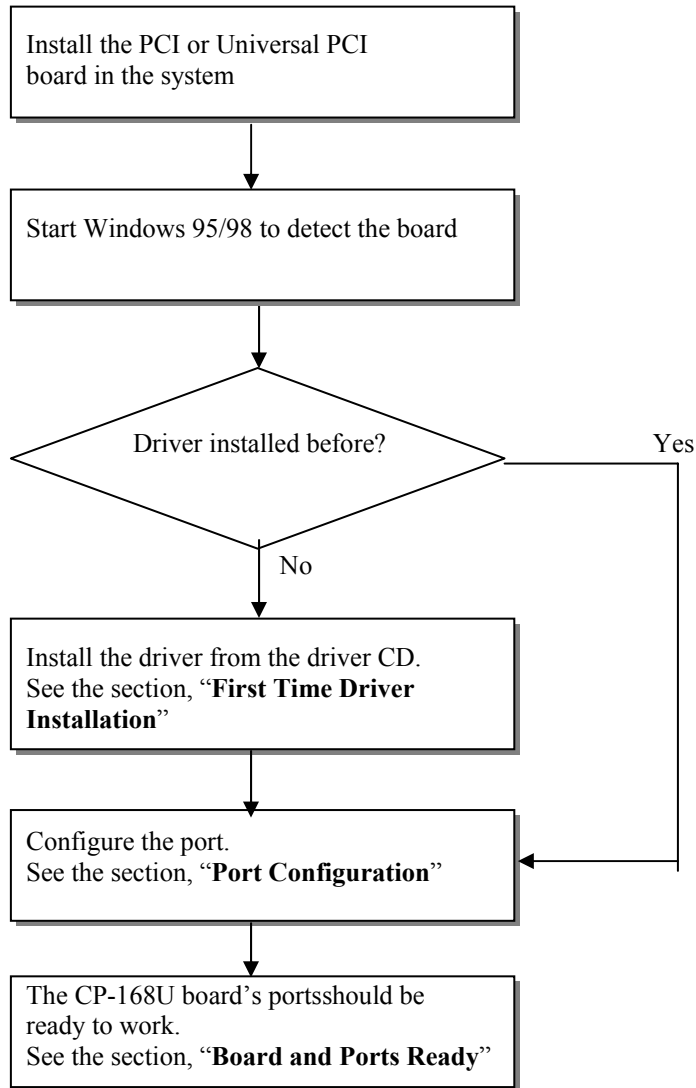 Install the PCI or Universal PCI
board in the system
Start Windows 95/98 to detect the board
Driver installed before?
Yes
No
Install the driver from the driver CD.
See the section, “First Time Driver
Installation”
Configure the port.
See the section, “Port Configuration”
The CP-168U board’s portsshould be
ready to work.
See the section, “Board and Ports Ready”